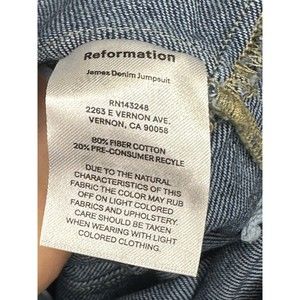 Reformation
James Denim Jumpsuit
RN143248
2263 E VERNON AVE.
VERNON, CA 90058
80% FIBER COTTON
20% PRE-CONSUMER RECYLE
DUE TO THE NATURAL
CHARACTERISTICS OF THIS
FABRIC THE COLOR MAY RUB
OFF ON LIGHT COLORED
FABRICS AND UPHOLSTERY.
CARE SHOULD BE TAKEN
WHEN WEARING WITH LIGHT
COLORED CLOTHING.